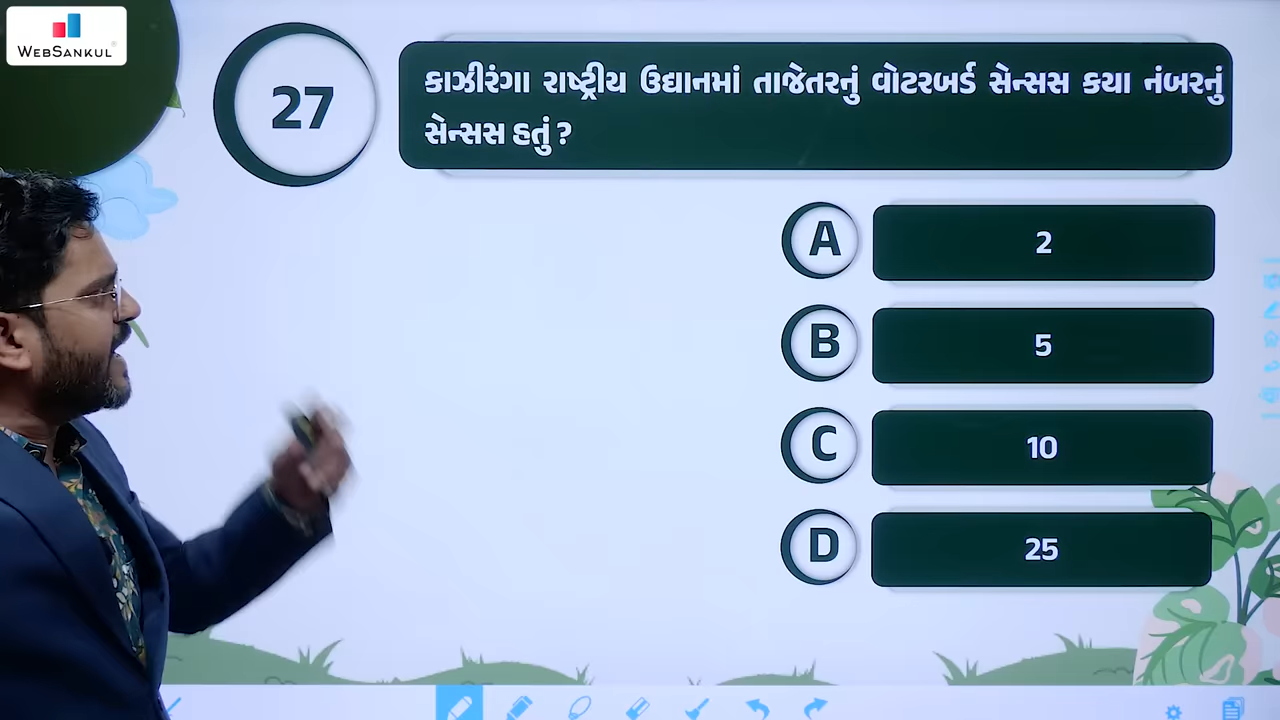 WEBSANKUL
27
કાઝીરંગા રાષ્ટ્રીય ઉદ્યાનમાં તાજેતરનું વોટરબર્ડ સેન્સસ કયા નંબરનું
સેન્સસ હતું ?
A
2
B
5
C
10
D
25